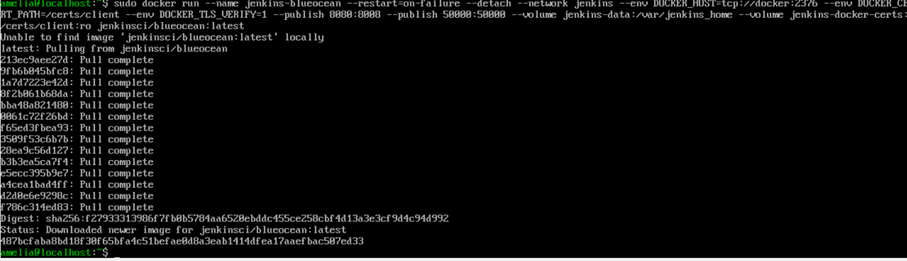 amelia@localhost:~$ sudo docker run --name jenkins-blueocean --restart=on-failure --detach --network jenkins --env DOCKER_HOST=tcp://docker:2376 --env DOCKER_CE
RT_PATH=/certs/client --env DOCKER_TLS_VERIFY=1 --publish 8080:8008 --publish 50000:50000 --volume jenkins-data:/var/jenkins_home --volume jenkins-docker-certs:
/certs/client:ro jenkinsci/blueocean:latest
Unable to find image 'jenkinsci/blueocean:latest' locally
latest: Pulling from jenkinsci/blueocean
213ec9aee27d: Pull complete
9fb6b045bfc8: Pull complete
1a7d7223e42d: Pull complete
8f2b061b68da: Pull complete
bba48a821480: Pull complete
0061c72f26bd: Pull complete
f65ed3fbea93: Pull complete
3509f53c6b7b: Pull complete
28ea9c56d127: Pull complete
b3b3ea5ca7f4: Pull complete
e5ecc395b9e7: Pull complete
a4cea1bad4ff: Pull complete
d2d0e6e9298c: Pull complete
f786c314ed83: Pull complete
Digest: sha256:f27933313986f7fb0b5784aa6520ebddc455ce258cbf4d13a3e3cf9d4c94d992
Status: Downloaded newer image for jenkinsci/blueocean:latest
487bcfaba8bd18f30f65bfa4c51befae0d8a3eab1414dfea17aaefbac507ed33
amelia@localhost:~$ _